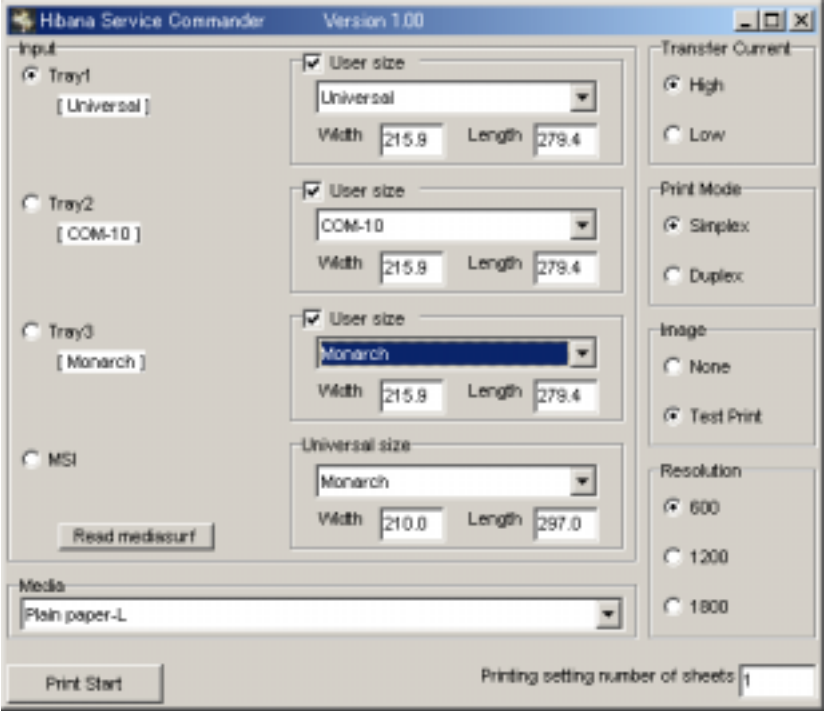 Hibana Service Commander Version 1.00
Input
Tray1
[ Universal ]
User size
Universal
Width 215.9 Length 279.4
Tray2
[ COM-10 ]
User size
COM-10
Width 215.9 Length 279.4
Tray3
[ Monarch ]
User size
Monarch
Width 215.9 Length 279.4
MSI
Universal size
Monarch
Width 210.0 Length 297.0
Read mediasurf
Media
Plain paper-L
Transfer Current
High
Low
Print Mode
Simplex
Duplex
Image
None
Test Print
Resolution
600
1200
1800
Print Start
Printing setting number of sheets 1